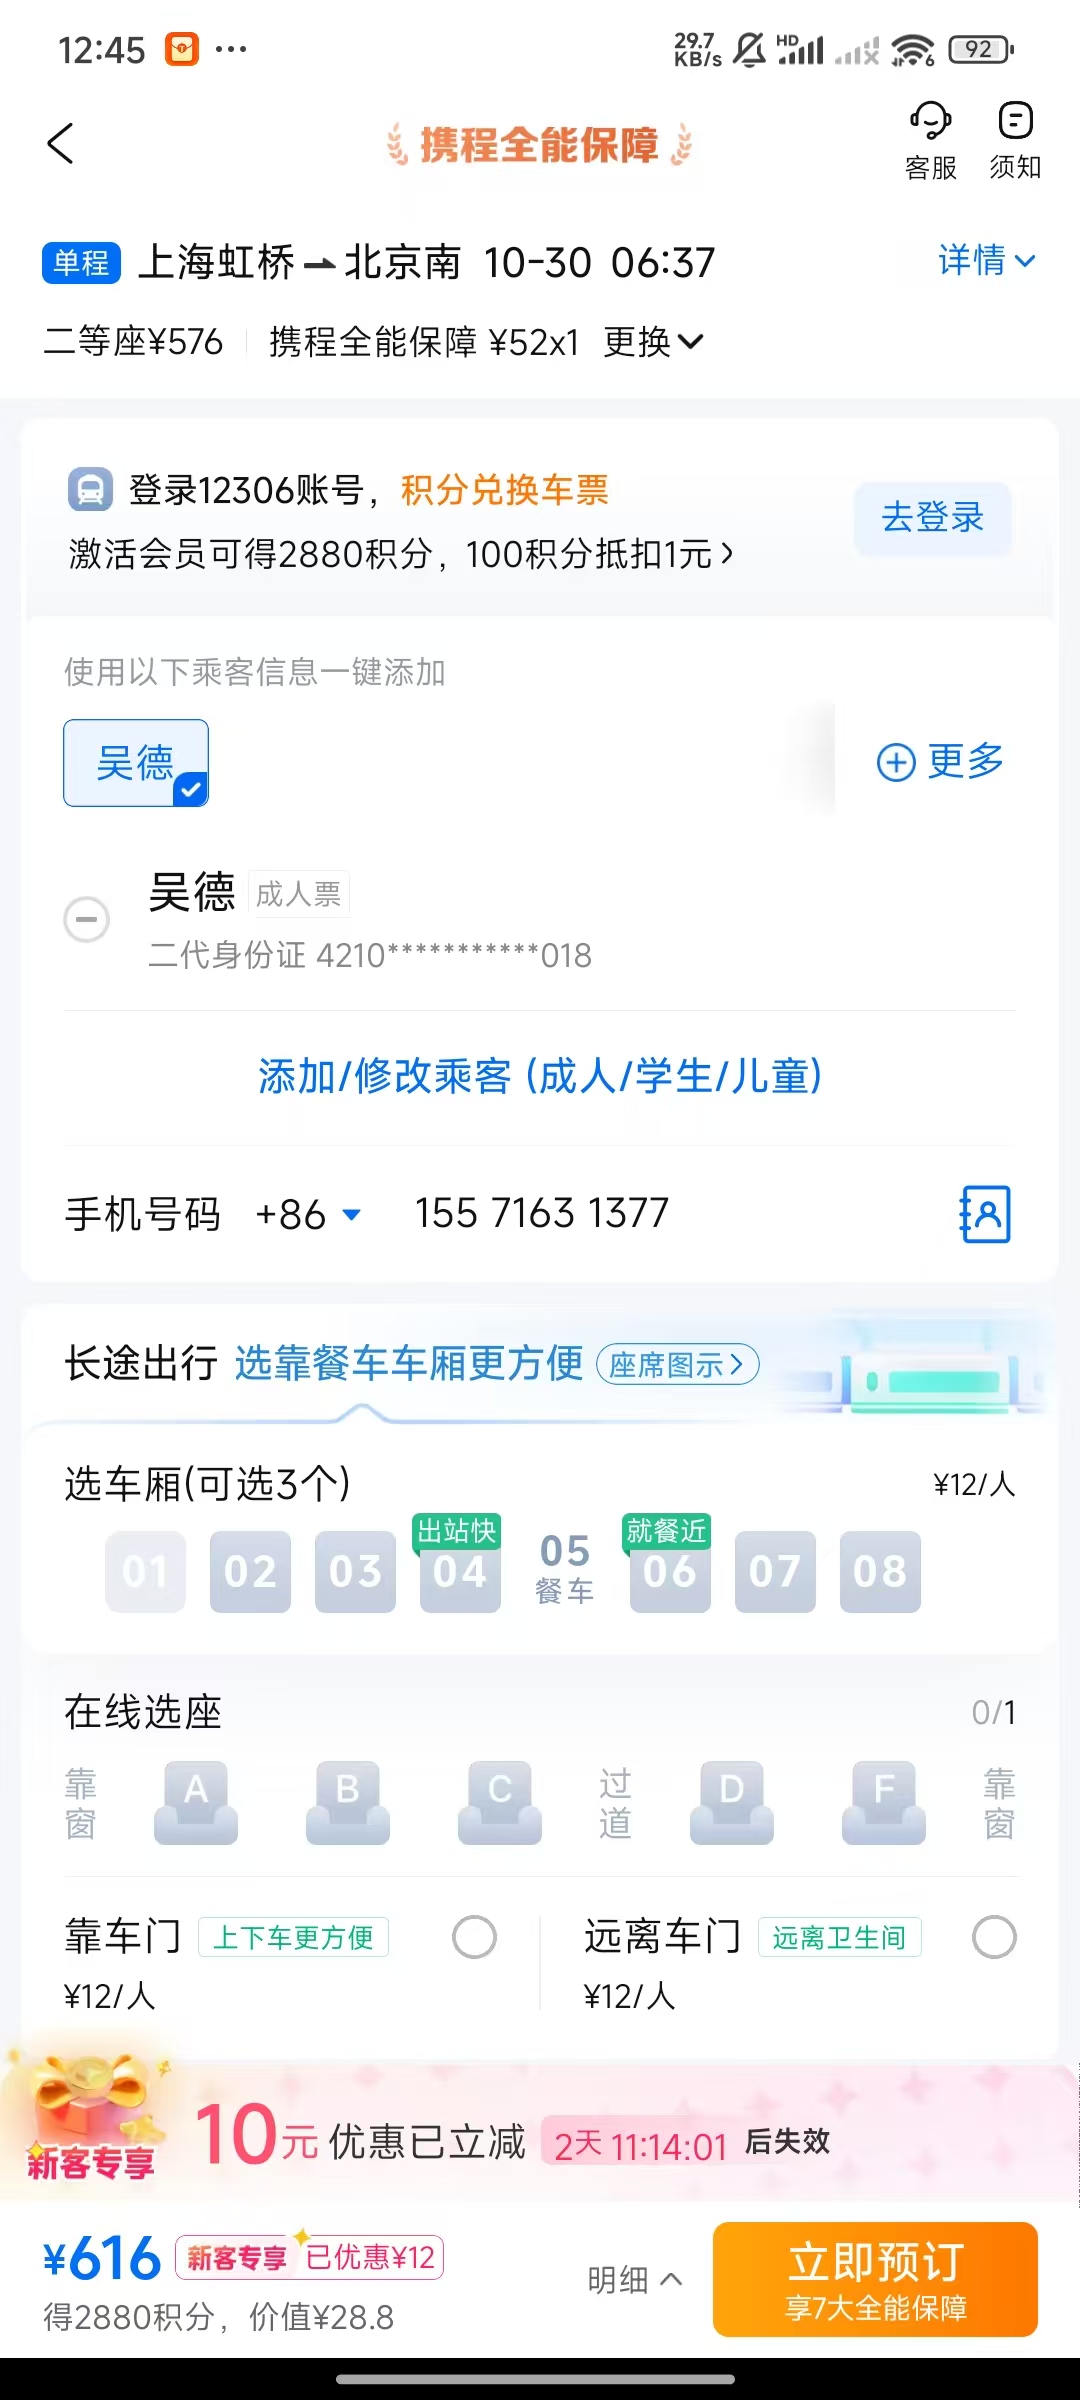 12:45
29.7 KB/s
HD
6
92
携程全能保障
客服
须知
单程 上海虹桥 北京南 10-30 06:37
详情
二等座¥576 携程全能保障 ¥52x1 更换
登录12306账号，积分兑换车票
去登录
激活会员可得2880积分，100积分抵扣1元
使用以下乘客信息一键添加
吴德
更多
吴德 成人票
二代身份证 4210***********018
添加/修改乘客 (成人/学生/儿童)
手机号码 +86 155 7163 1377
长途出行 选靠餐车车厢更方便 座席图示
选车厢(可选3个)
¥12/人
出站快
就餐近
01 02 03 04 05 06 07 08
餐车
在线选座
0/1
靠窗 A B C 过道 D F 靠窗
靠车门 上下车更方便
远离车门 远离卫生间
¥12/人
¥12/人
新客专享
10元 优惠已立减 2天 11:14:01 后失效
¥616 新客专享 已优惠¥12
明细
立即预订
享7大全能保障
得2880积分，价值¥28.8